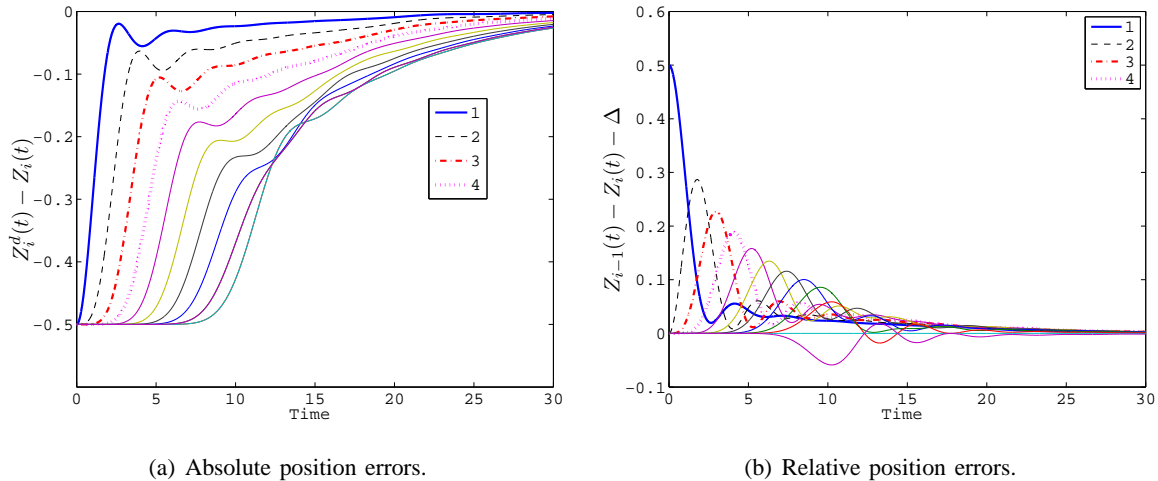 0
−0.1
−0.2
−0.3
−0.4
−0.5
0 5 10 15 20 25 30
Time
$Z_i^d(t) - Z_i(t)$
1
2
3
4
(a) Absolute position errors.
0.6
0.5
0.4
0.3
0.2
0.1
0
−0.1
0 5 10 15 20 25 30
Time
$Z_{i-1}(t) - Z_i(t) - \Delta$
1
2
3
4
(b) Relative position errors.